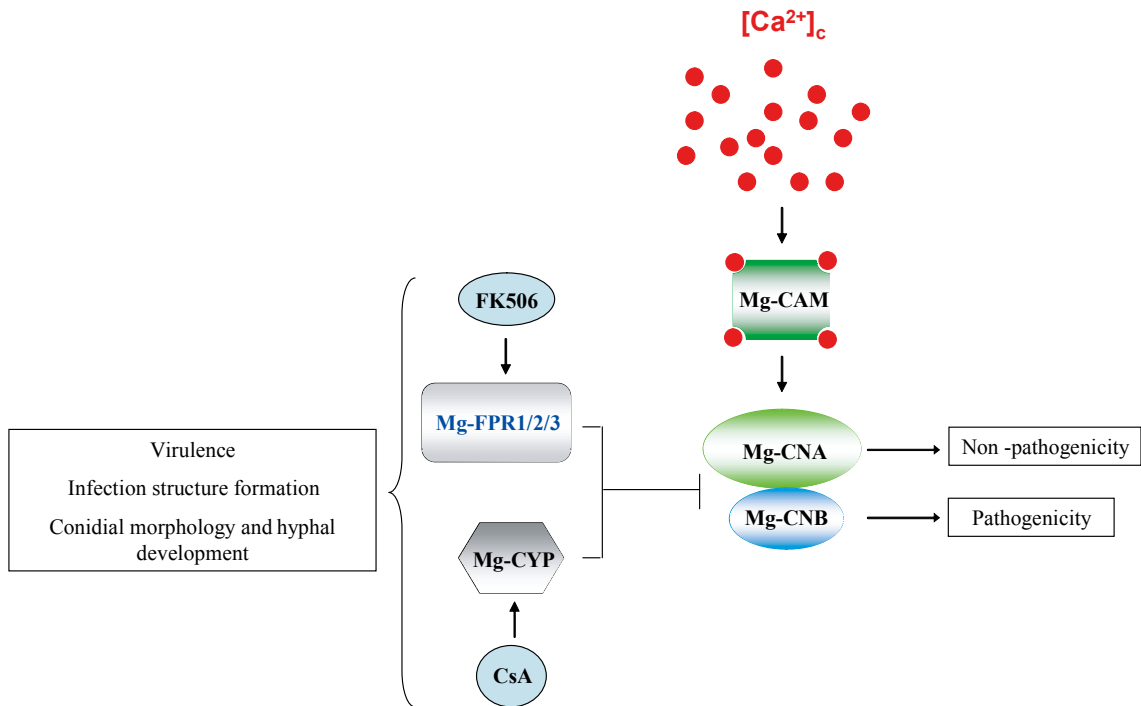 [Ca²⁺]c
FK506
Mg-CAM
Mg-FPR1/2/3
Virulence
Infection structure formation
Conidial morphology and hyphal
development
Mg-CNA
Non -pathogenicity
Mg-CNB
Pathogenicity
Mg-CYP
CsA